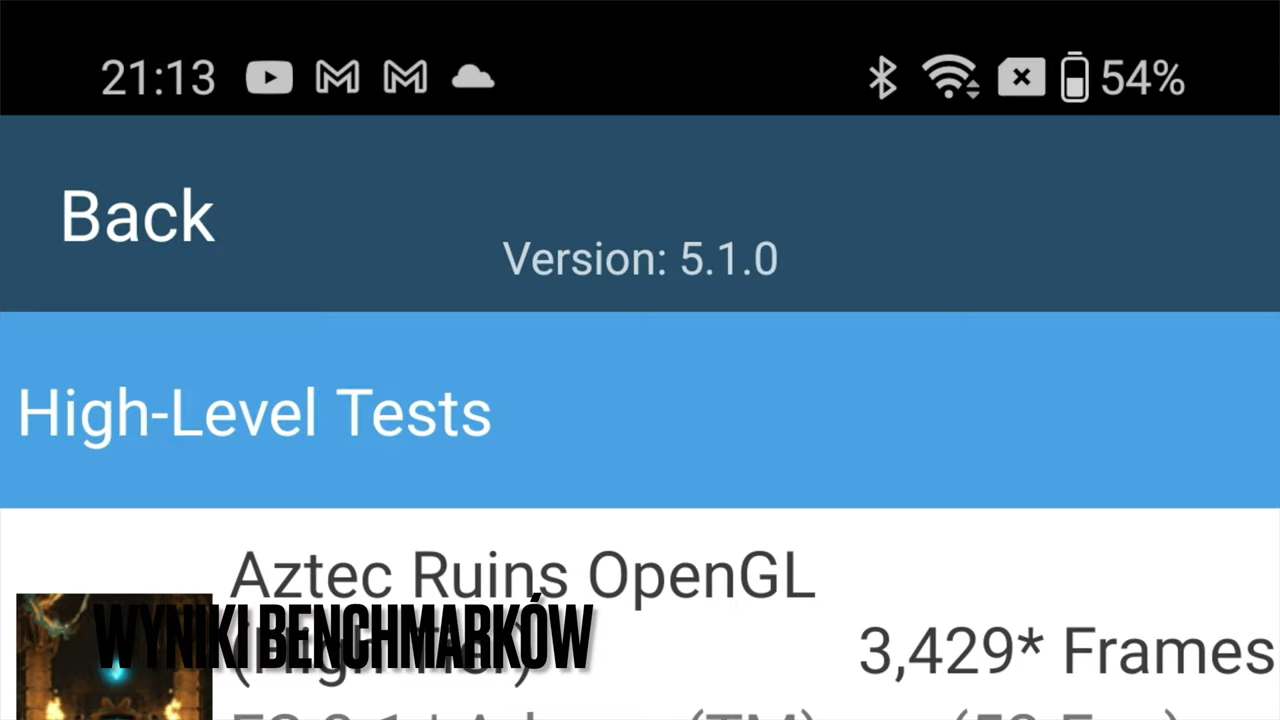 21:13
54%
Back
Version: 5.1.0
High-Level Tests
Aztec Ruins OpenGL
WYNIKI BENCHMARKÓW
3,429* Frames